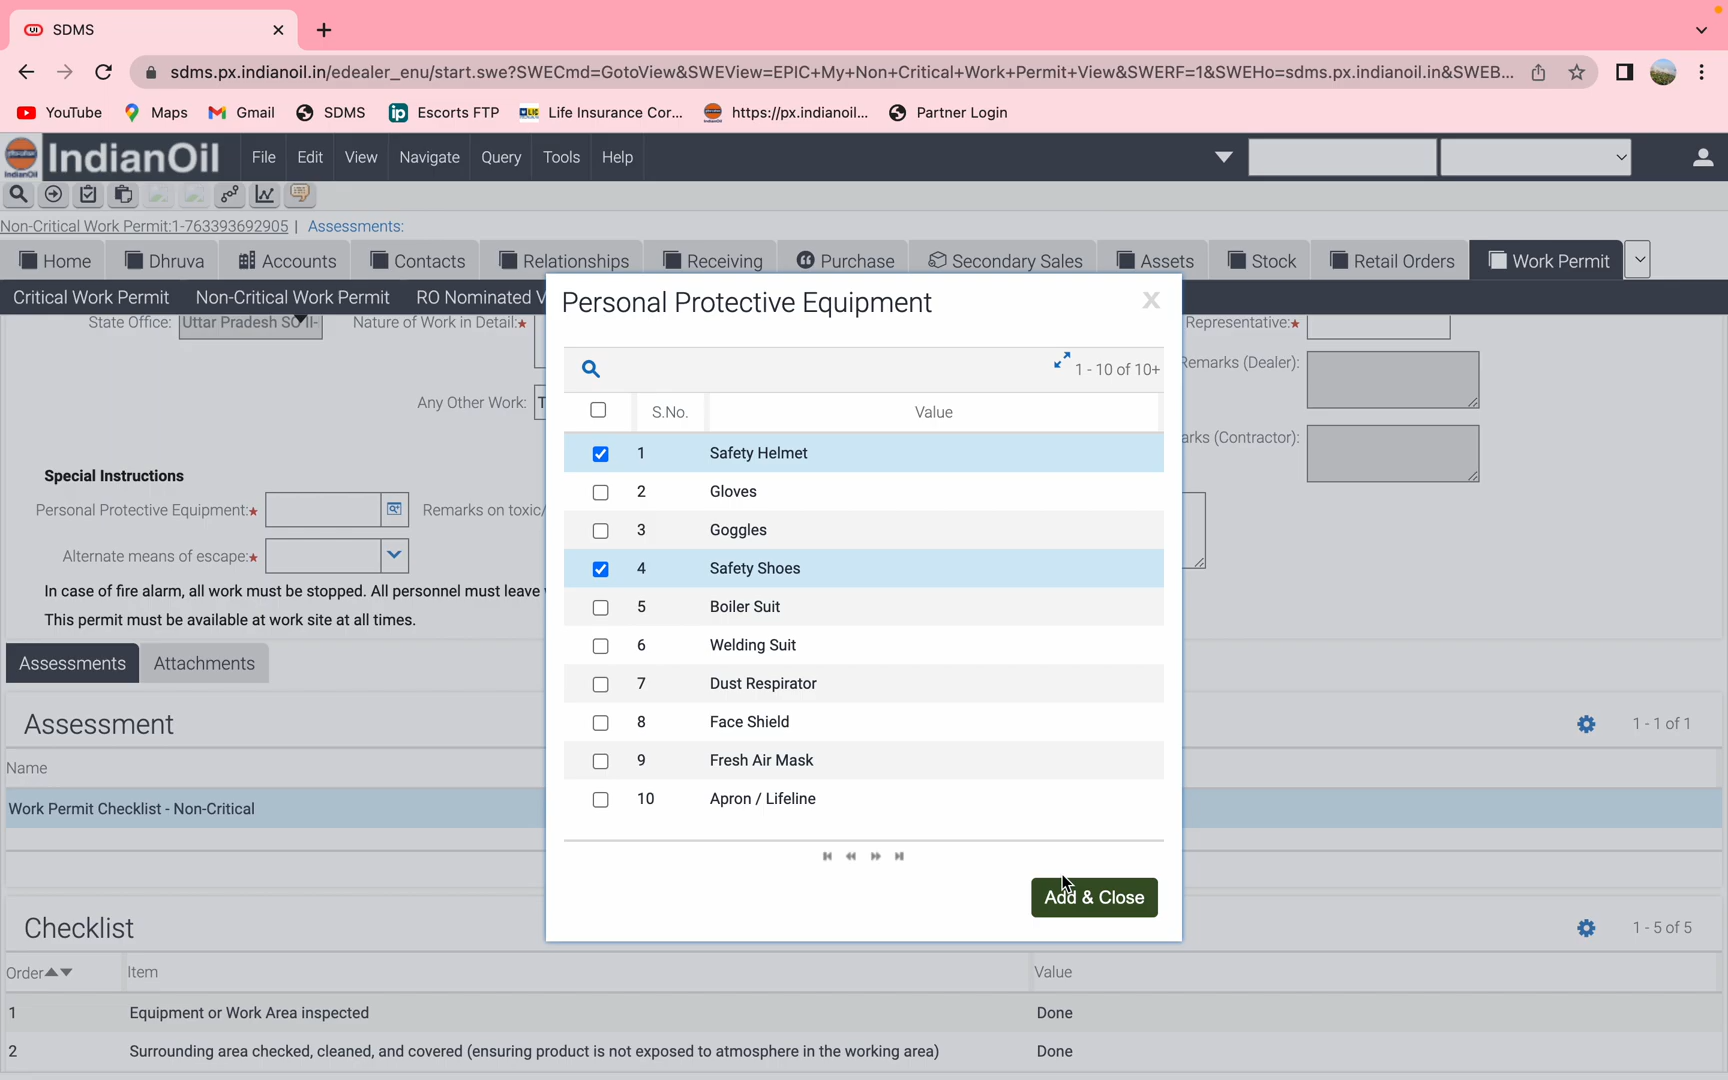 SDMS
sdms.px.indianoil.in/edealer_enu/start.swe?SWECmd=GotoView&SWEView=EPIC+My+Non+Critical+Work+Permit+View&SWERF=1&SWEHo=sdms.px.indianoil.in&SWEB...
YouTube Maps Gmail SDMS Escorts FTP Life Insurance Cor... https://px.indianoil... Partner Login
IndianOil File Edit View Navigate Query Tools Help
Non-Critical Work Permit:1-763393692905 | Assessments:
Home Dhruva Accounts Contacts Relationships Receiving Purchase Secondary Sales Assets Stock Retail Orders Work Permit
Critical Work Permit Non-Critical Work Permit RO Nominated V
Personal Protective Equipment X
State Office: Uttar Pradesh SO II- Nature of Work in Detail:* Representative:*
1 - 10 of 10+
Remarks (Dealer):
Any Other Work: T
S.No. Value
arks (Contractor):
1 Safety Helmet
Special Instructions
2 Gloves
Personal Protective Equipment:* Remarks on toxic/
3 Goggles
Alternate means of escape:*
4 Safety Shoes
In case of fire alarm, all work must be stopped. All personnel must leave
5 Boiler Suit
This permit must be available at work site at all times.
6 Welding Suit
Assessments Attachments
7 Dust Respirator
8 Face Shield
Assessment 1 - 1 of 1
9 Fresh Air Mask
Name
10 Apron / Lifeline
Work Permit Checklist - Non-Critical
Add & Close
Checklist 1 - 5 of 5
Order Item Value
1 Equipment or Work Area inspected Done
2 Surrounding area checked, cleaned, and covered (ensuring product is not exposed to atmosphere in the working area) Done